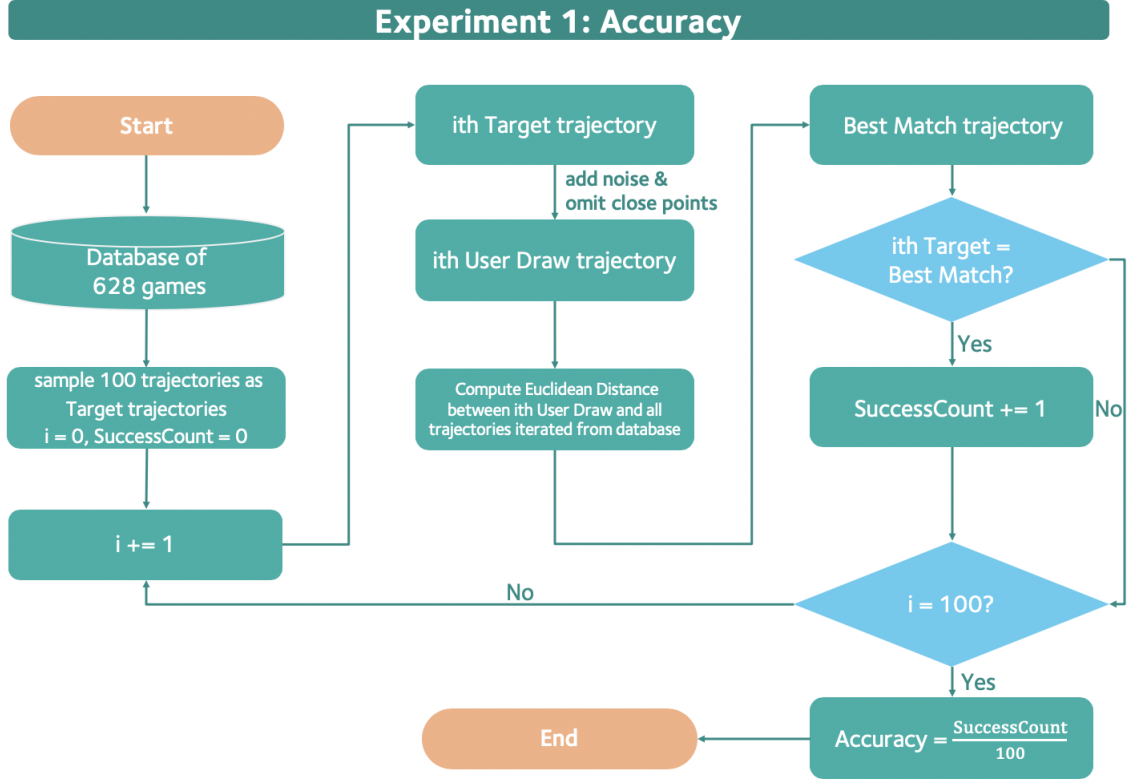 Experiment 1: Accuracy
Start
Database of
628 games
sample 100 trajectories as
Target trajectories
i = 0, SuccessCount = 0
i += 1
ith Target trajectory
add noise &
omit close points
ith User Draw trajectory
Compute Euclidean Distance
between ith User Draw and all
trajectories iterated from database
Best Match trajectory
ith Target =
Best Match?
Yes
No
SuccessCount += 1
i = 100?
No
Yes
Accuracy = SuccessCount
100
End